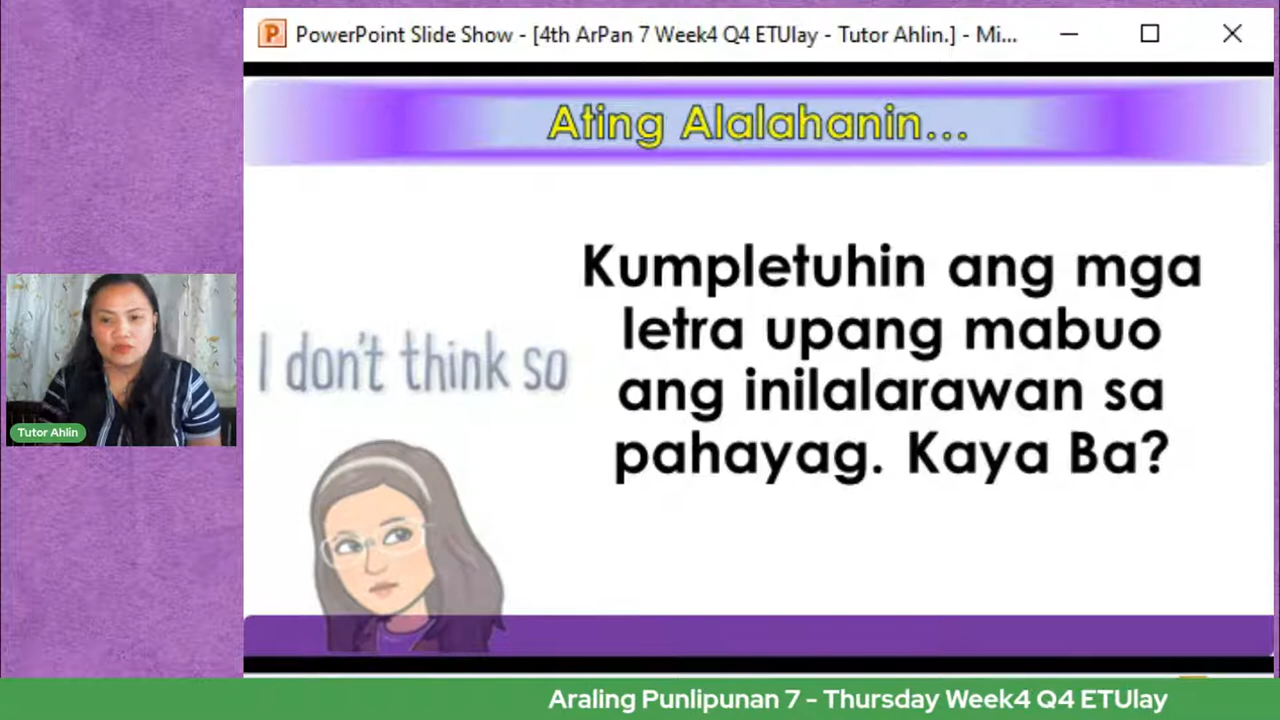 PowerPoint Slide Show - [4th ArPan 7 Week4 Q4 ETUlay - Tutor Ahlin.] - Mi...
Ating Alalahanin...
Kumpletuhin ang mga
letra upang mabuo
ang inilalarawan sa
pahayag. Kaya Ba?
I don't think so
Tutor Ahlin
Araling Punlipunan 7 - Thursday Week4 Q4 ETUlay